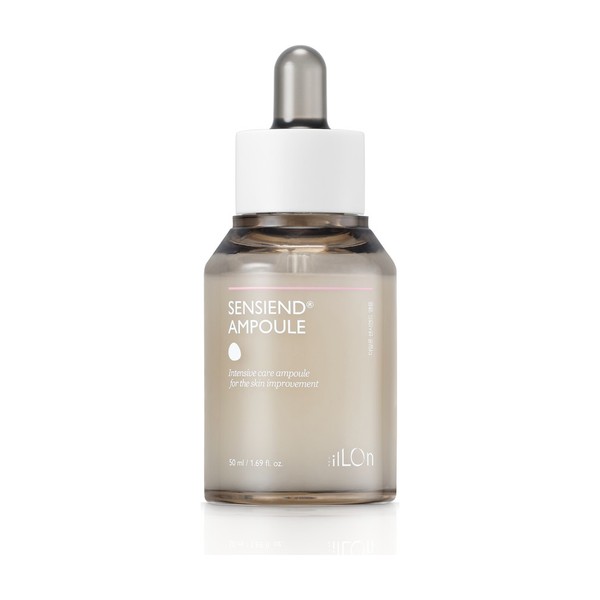 SENSIEND®
AMPOULE
Intensive care ampoule
for the skin improvement
50 ml / 1.69 fl. oz.
:iLOn